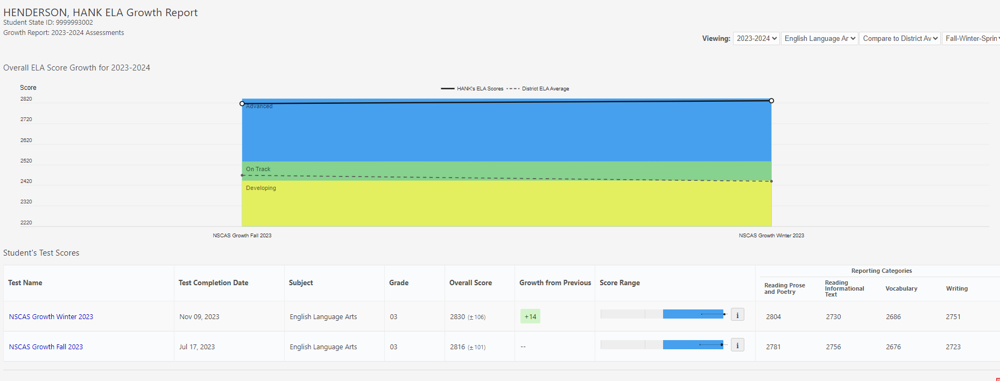 HENDERSON, HANK ELA Growth Report
Student State ID: 9999993002
Growth Report: 2023-2024 Assessments
Viewing: 2023-2024 English Language Ar Compare to District Av Fall-Winter-Sprin
Overall ELA Score Growth for 2023-2024
Score
HANK's ELA Scores District ELA Average
2820
Advanced
2720
2620
2520
On Track
2420
Developing
2320
2220
NSCAS Growth Fall 2023 NSCAS Growth Winter 2023
Student's Test Scores
Reporting Categories
Test Name Test Completion Date Subject Grade Overall Score Growth from Previous Score Range Reading Prose and Poetry Reading Informational Text Vocabulary Writing
NSCAS Growth Winter 2023 Nov 09, 2023 English Language Arts 03 2830 (±106) +14 i 2804 2730 2686 2751
NSCAS Growth Fall 2023 Jul 17, 2023 English Language Arts 03 2816 (±101) -- i 2781 2756 2676 2723